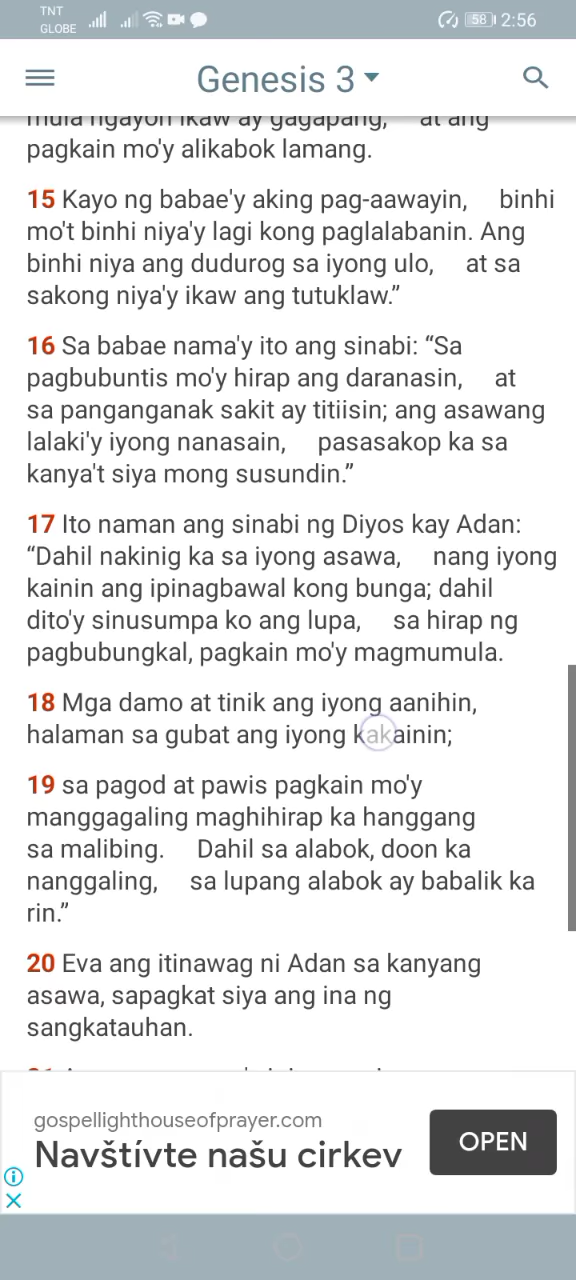 TNT
GLOBE
58 2:56
Genesis 3
mula ngayon ikaw ay gagapang, at ang
pagkain mo'y alikabok lamang.
15 Kayo ng babae'y aking pag-aawayin, binhi
mo't binhi niya'y lagi kong paglalabanin. Ang
binhi niya ang dudurog sa iyong ulo, at sa
sakong niya'y ikaw ang tutuklaw.”
16 Sa babae nama'y ito ang sinabi: “Sa
pagbubuntis mo'y hirap ang daranasin, at
sa panganganak sakit ay titiisin; ang asawang
lalaki'y iyong nanasain, pasasakop ka sa
kanya't siya mong susundin.”
17 Ito naman ang sinabi ng Diyos kay Adan:
“Dahil nakinig ka sa iyong asawa, nang iyong
kainin ang ipinagbawal kong bunga; dahil
dito'y sinusumpa ko ang lupa, sa hirap ng
pagbubungkal, pagkain mo'y magmumula.
18 Mga damo at tinik ang iyong aanihin,
halaman sa gubat ang iyong kakainin;
19 sa pagod at pawis pagkain mo'y
manggagaling maghihirap ka hanggang
sa malibing. Dahil sa alabok, doon ka
nanggaling, sa lupang alabok ay babalik ka
rin.”
20 Eva ang itinawag ni Adan sa kanyang
asawa, sapagkat siya ang ina ng
sangkatauhan.
gospellighthouseofprayer.com
Navštívte našu cirkev
OPEN